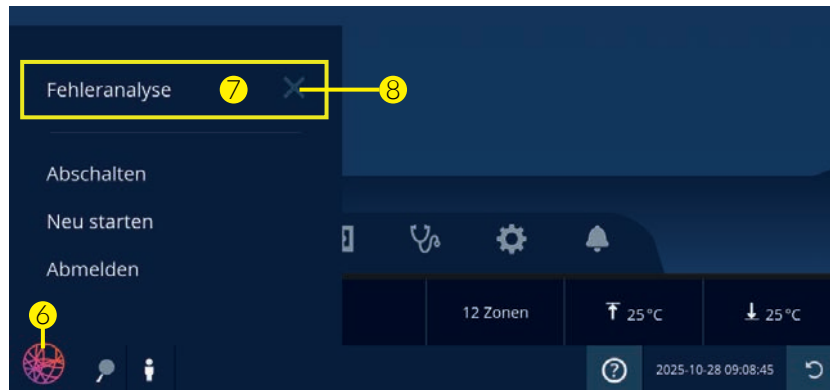 Fehleranalyse 7 8
Abschalten
Neu starten
Abmelden
6
12 Zonen 25 °C 25 °C
2025-10-28 09:08:45